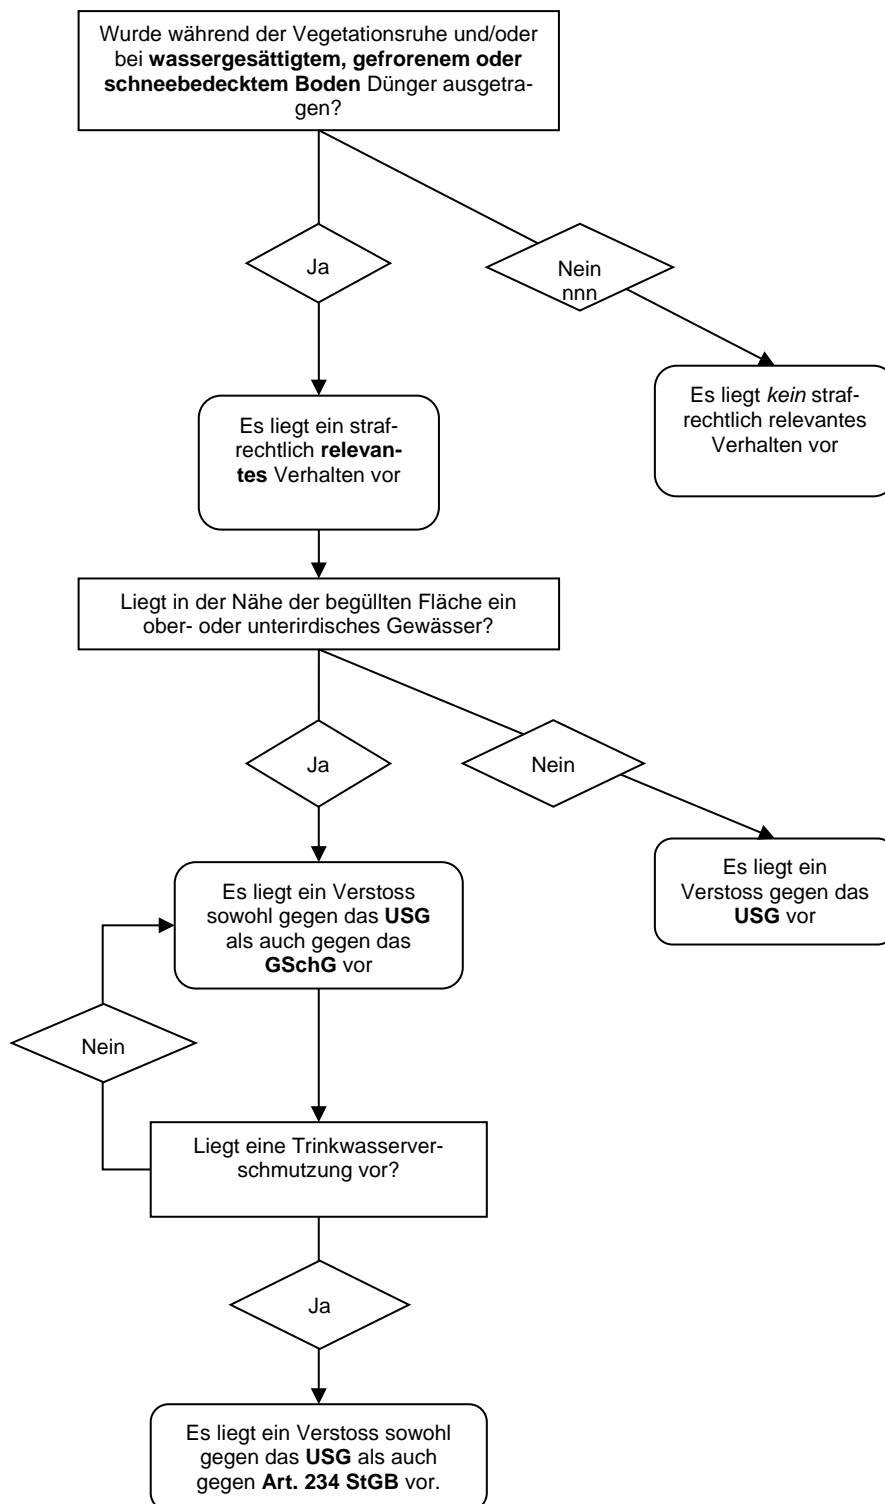 Wurde während der Vegetationsruhe und/oder
bei wassergesättigtem, gefrorenem oder
schneebedecktem Boden Dünger ausgetra-
gen?
Ja
Nein
nnn
Es liegt ein straf-
rechtlich relevan-
tes Verhalten vor
Es liegt kein straf-
rechtlich relevantes
Verhalten vor
Liegt in der Nähe der begüllten Fläche ein
ober- oder unterirdisches Gewässer?
Ja
Nein
Es liegt ein Verstoss
sowohl gegen das USG
als auch gegen das
GSchG vor
Es liegt ein
Verstoss gegen das
USG vor
Nein
Liegt eine Trinkwasserver-
schmutzung vor?
Ja
Es liegt ein Verstoss sowohl
gegen das USG als auch
gegen Art. 234 StGB vor.